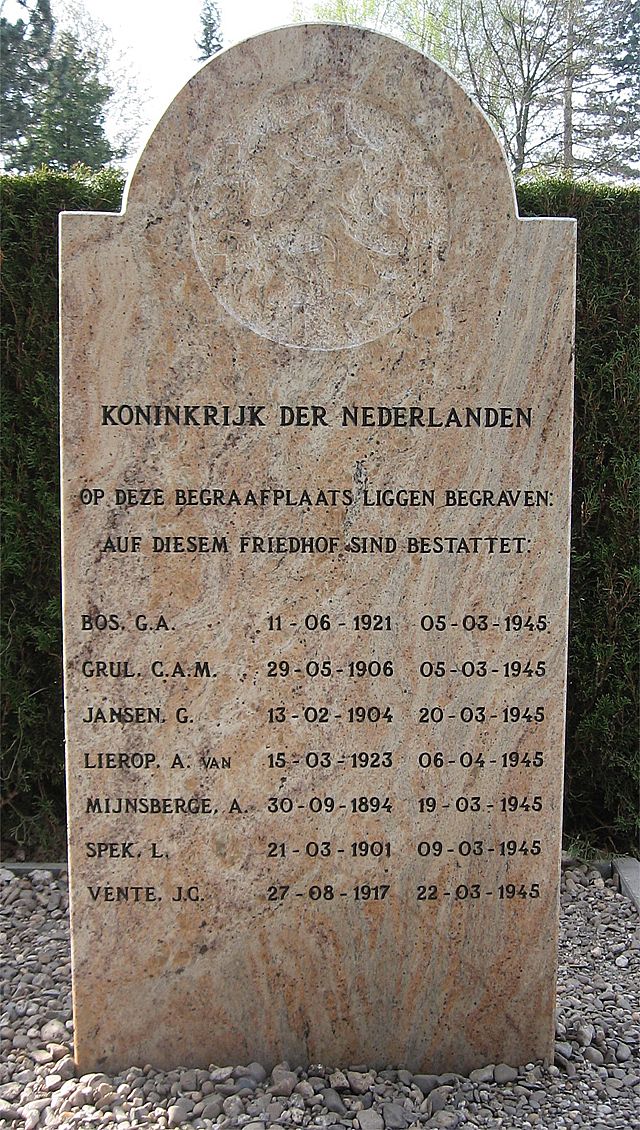 KONINKRIJK DER NEDERLANDEN
OP DEZE BEGRAAFPLAATS LIGGEN BEGRAVEN:
AUF DIESEM FRIEDHOF SIND BESTATTET:
BOS, G.A. 11-06-1921 05-03-1945
GRUL, C.A.M. 29-05-1906 05-03-1945
JANSEN, G. 13-02-1904 20-03-1945
LIEROP, A. VAN 15-03-1923 06-04-1945
MIJNSBERGE, A. 30-09-1894 19-03-1945
SPEK, L. 21-03-1901 09-03-1945
VENTE, J.C. 27-08-1917 22-03-1945